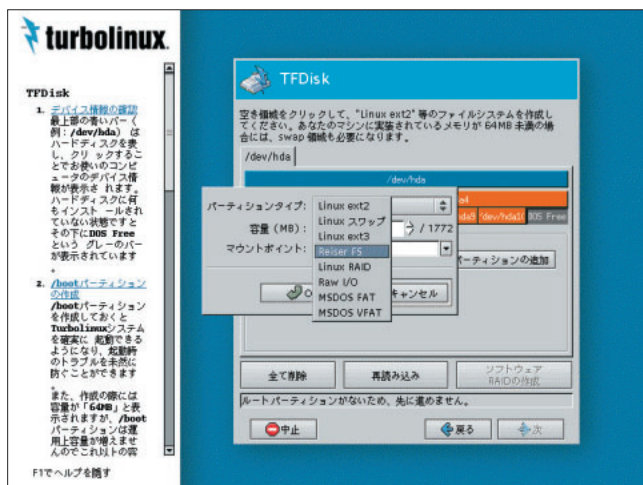 turbolinux.
TFDisk
1. デバイス情報の確認
最上部の青いバー（
例：/dev/hda）は
ハードディスクを表
し、クリックするこ
とでお使いのコンピ
ュータのデバイス情
報が表示さ れます。
ハードディスクに何
もインスト ールされ
ていない状態ですと
その下にDOS Free
という グレーのバー
が表示されています
。
2. /bootパーティション
の作成
/bootパーティション
を作成しておくと
Turbolinuxシステム
を確実に 起動できる
ようになり、起動時
のトラブルを未然に
防ぐことができます
。
また、作成の際には
容量が「64MB」と表
示されますが、/boot
パーティションは運
用上容量が増えませ
んのでこれ以上の容
F1でヘルプを隠す
TFDisk
空き領域をクリックして、"Linux ext2" 等のファイルシステムを作成し
てください。あなたのマシンに実装されているメモリが 64MB 未満の場
合には、swap 領域も必要になります。
/dev/hda
/dev/hda
DOS Free
パーティションタイプ:
容量 (MB) :
/ 1772
マウントポイント:
Linux ext2
Linux スワップ
Linux ext3
Reiser FS
Linux RAID
Raw I/O
MSDOS FAT
MSDOS VFAT
キャンセル
ーティションの追加
全て削除
再読み込み
ソフトウェア
RAIDの作成
ルートパーティションがないため、先に進めません。
中止
戻る
次